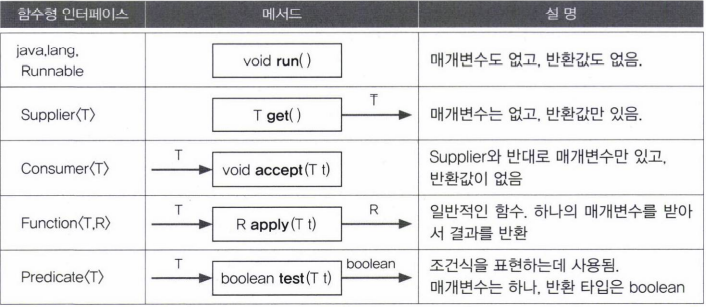 함수형 인터페이스 메서드 설 명
java,lang,
Runnable
void run( )
매개변수도 없고, 반환값도 없음.
Supplier〈T〉
T get( )
T
매개변수는 없고, 반환값만 있음.
Consumer〈T〉
T
void accept(T t)
Supplier와 반대로 매개변수만 있고,
반환값이 없음
Function〈T,R〉
T
R apply(T t)
R
일반적인 함수. 하나의 매개변수를 받아
서 결과를 반환
Predicate〈T〉
T
boolean test(T t)
boolean
조건식을 표현하는데 사용됨.
매개변수는 하나, 반환 타입은 boolean